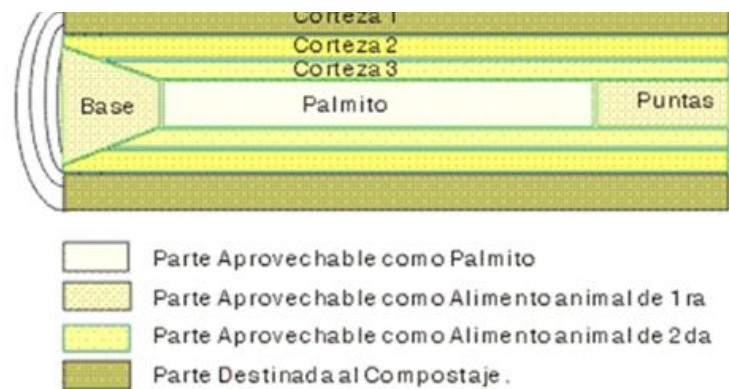 Corteza 1
Corteza 2
Corteza 3
Base
Palmito
Puntas
Parte Aprovechable como Palmito
Parte Aprovechable como Alimento animal de 1ra
Parte Aprovechable como Alimento animal de 2da
Parte Destinada al Compostaje.